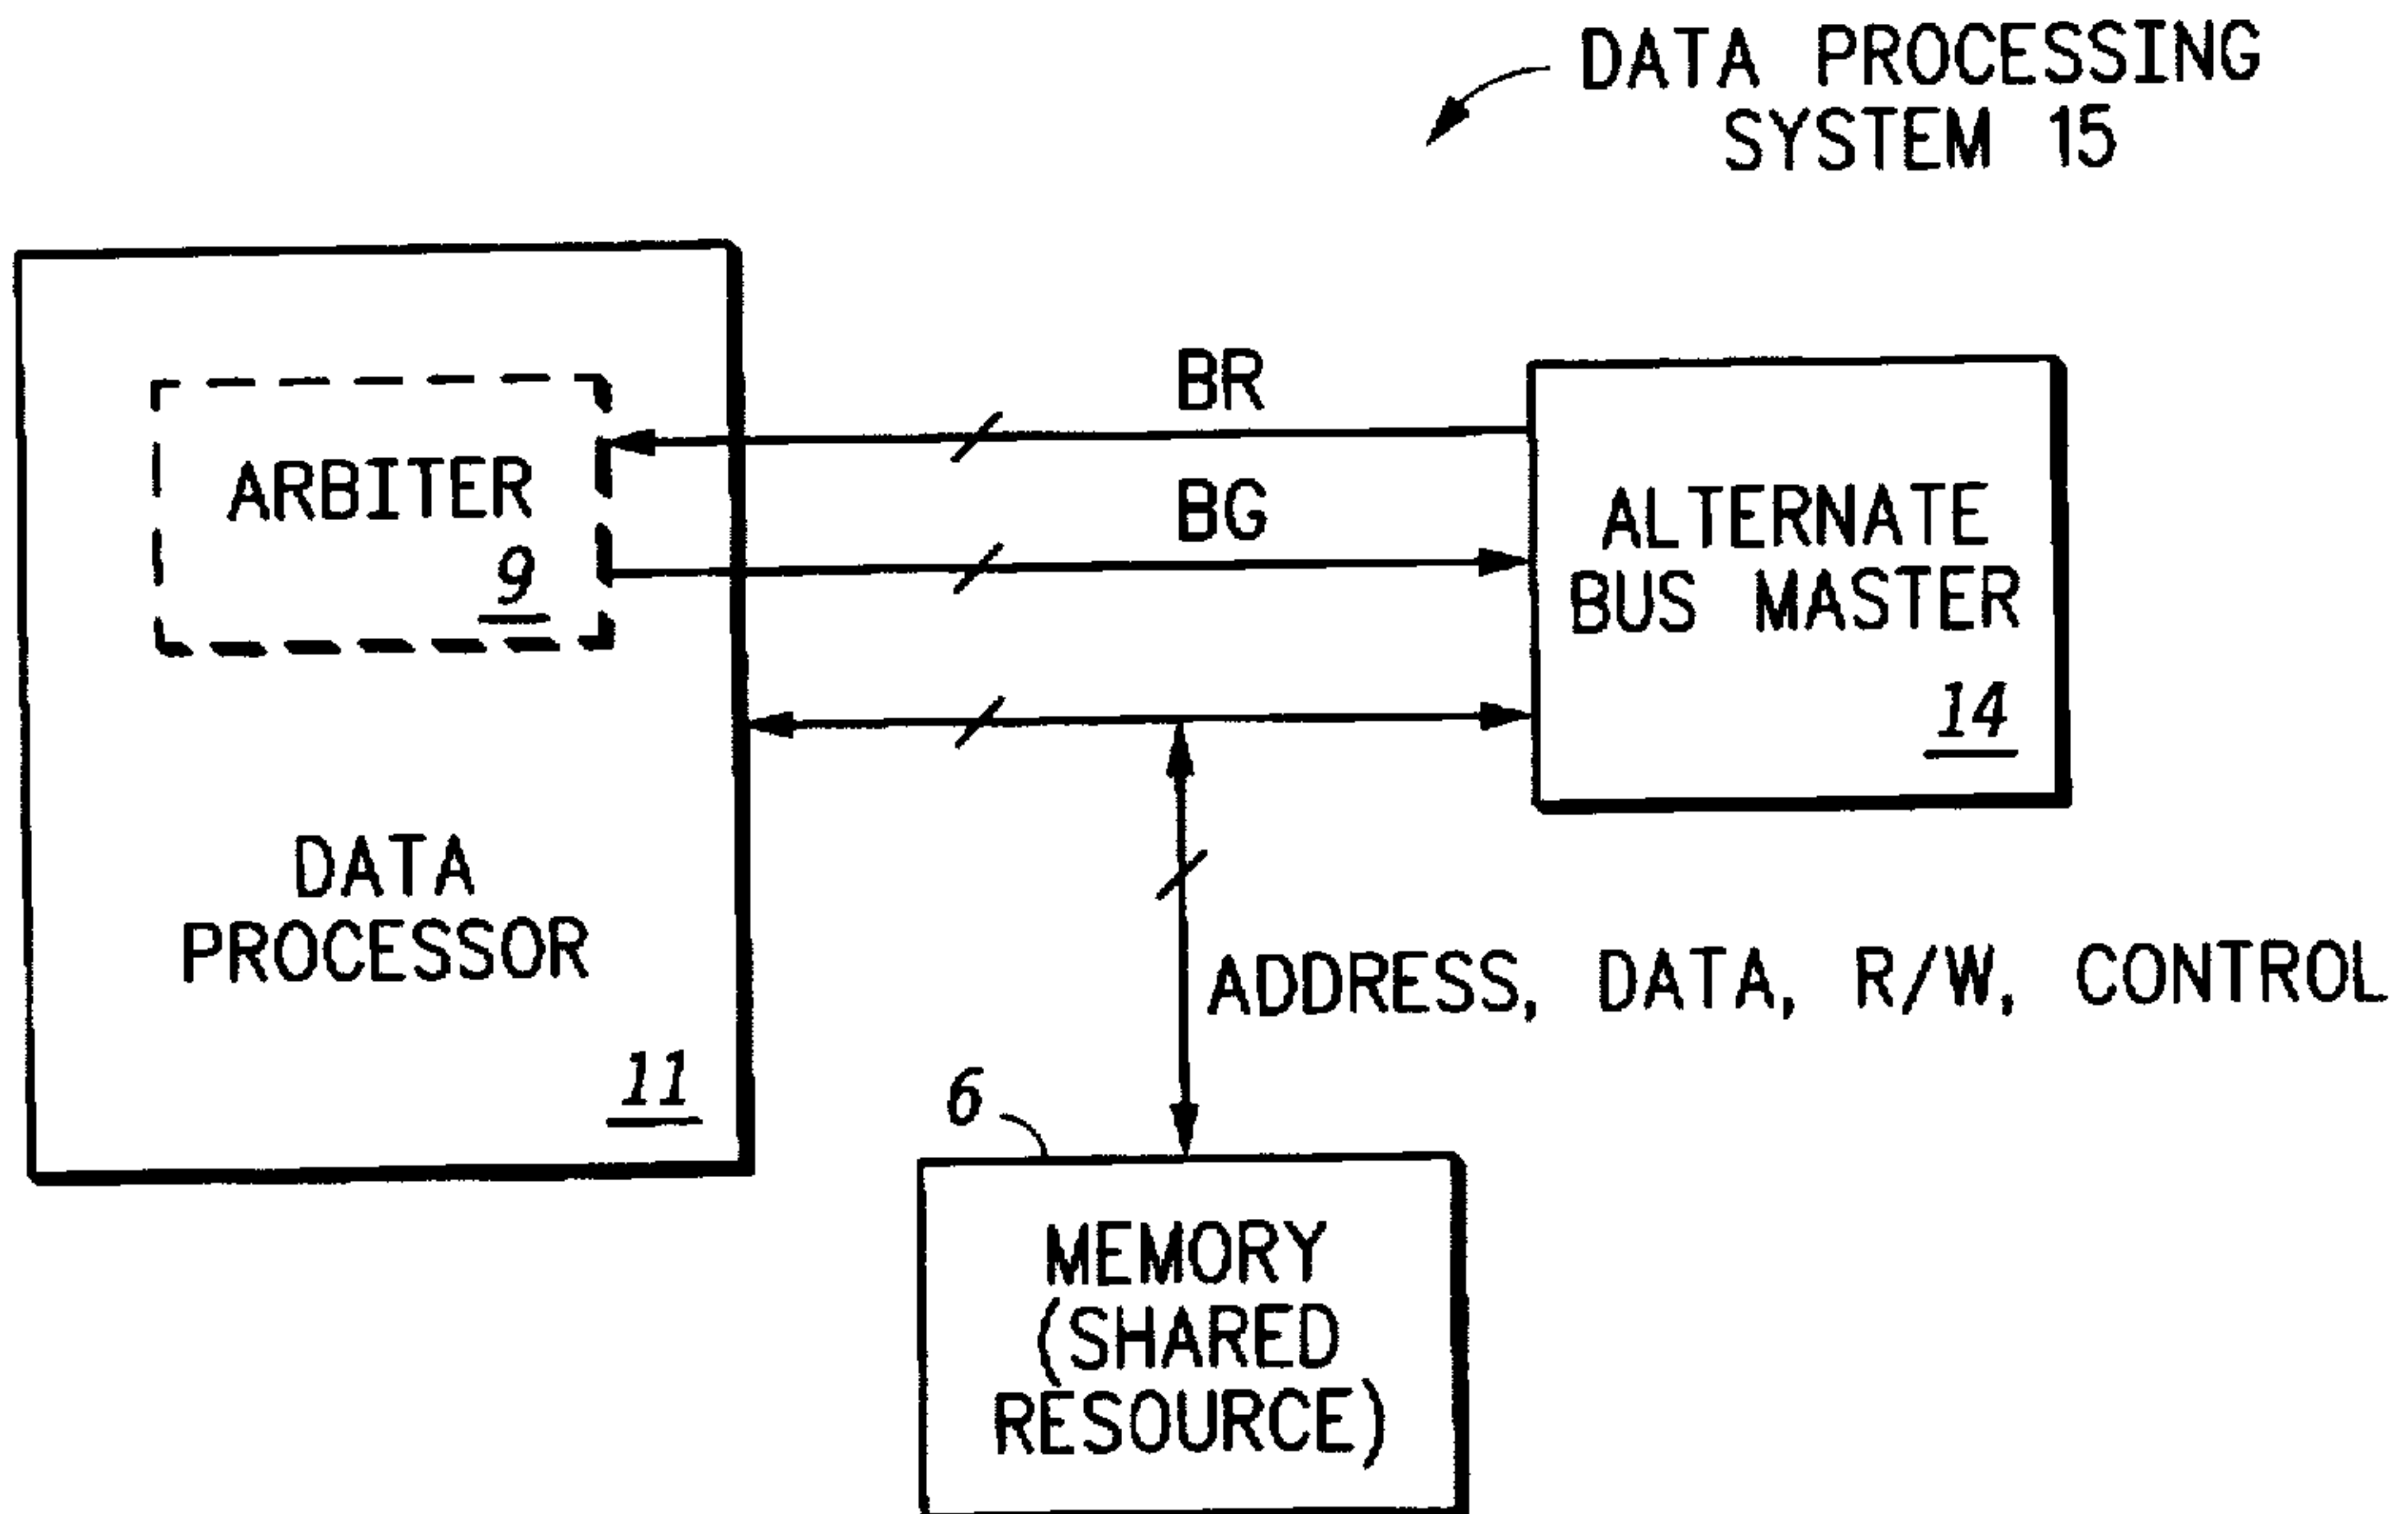 DATA PROCESSING
SYSTEM 15
BR
ARBITER
9
BG
ALTERNATE
BUS MASTER
14
DATA
PROCESSOR
11
ADDRESS, DATA, R/W, CONTROL
6
MEMORY
(SHARED
RESOURCE)